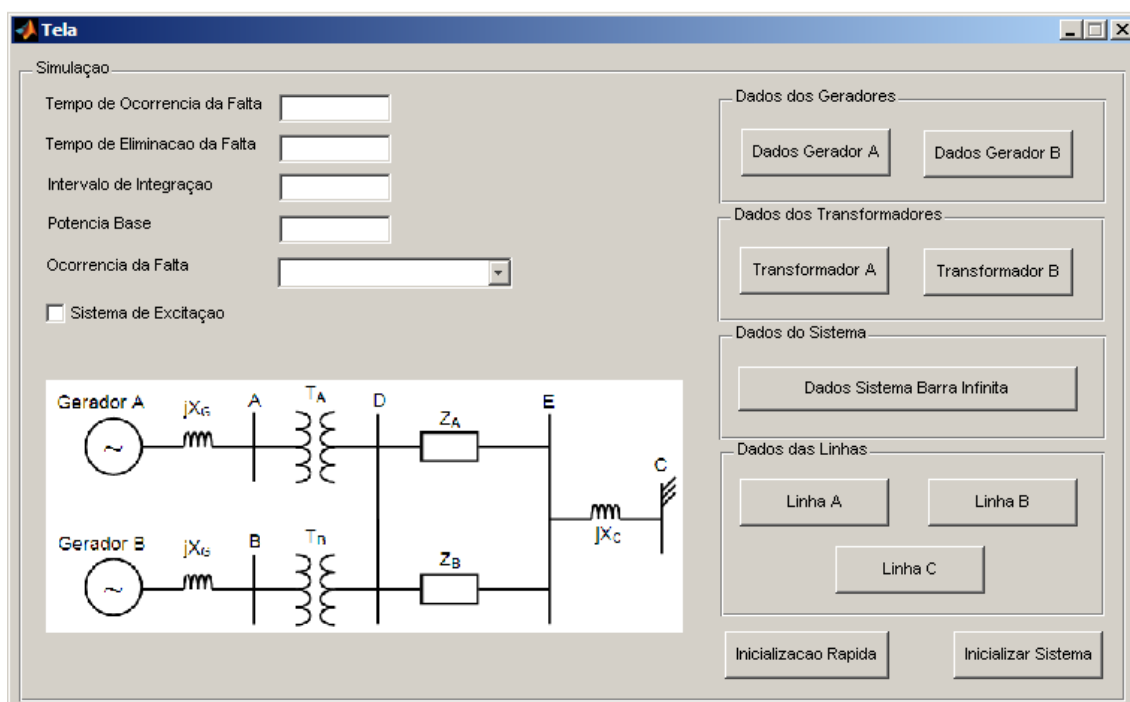 Tela
Simulaçao
Tempo de Ocorrencia da Falta
Tempo de Eliminacao da Falta
Intervalo de Integraçao
Potencia Base
Ocorrencia da Falta
Sistema de Excitaçao
Dados dos Geradores
Dados Gerador A
Dados Gerador B
Dados dos Transformadores
Transformador A
Transformador B
Dados do Sistema
Dados Sistema Barra Infinita
Dados das Linhas
Linha A
Linha B
Linha C
Inicializacao Rapida
Inicializar Sistema
Gerador A
jXG
A
TA
D
ZA
E
C
jXC
Gerador B
jXG
B
TB
ZB